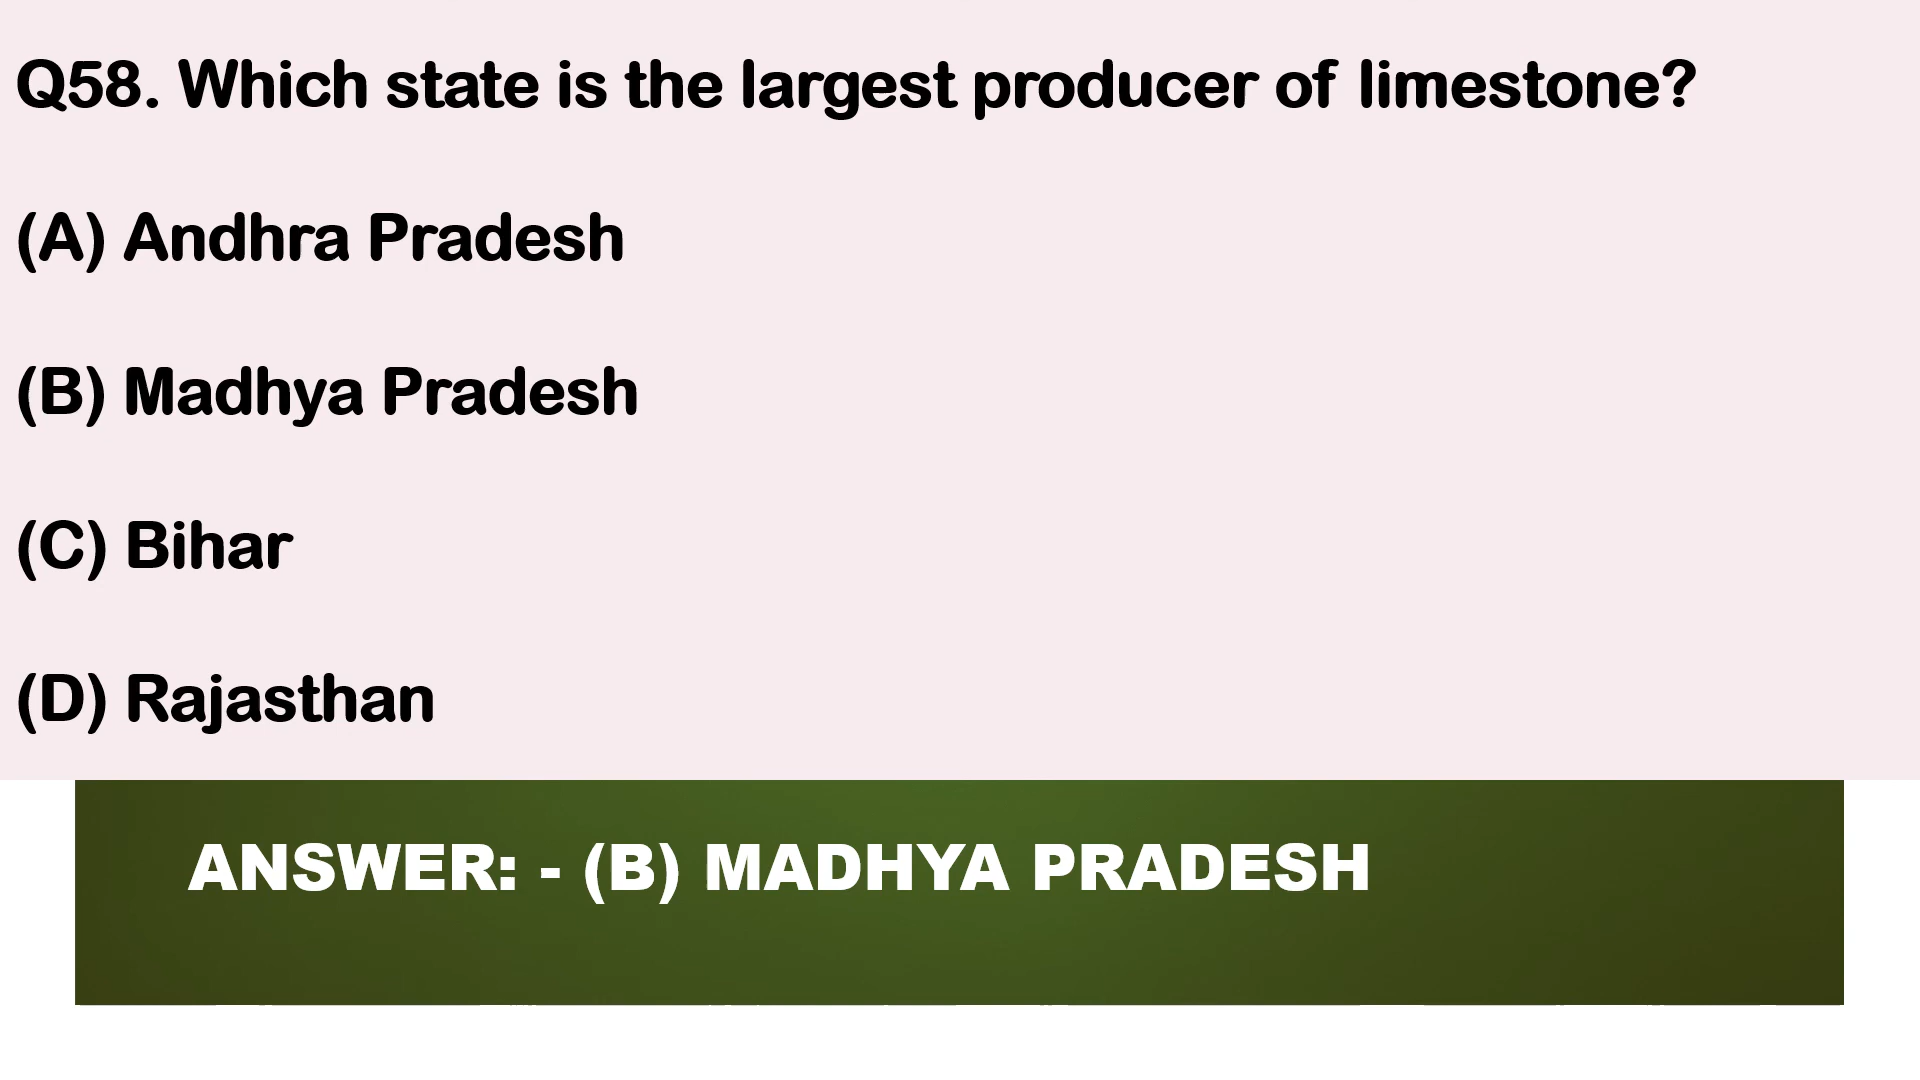 Q58. Which state is the largest producer of limestone?
(A) Andhra Pradesh
(B) Madhya Pradesh
(C) Bihar
(D) Rajasthan
ANSWER: - (B) MADHYA PRADESH